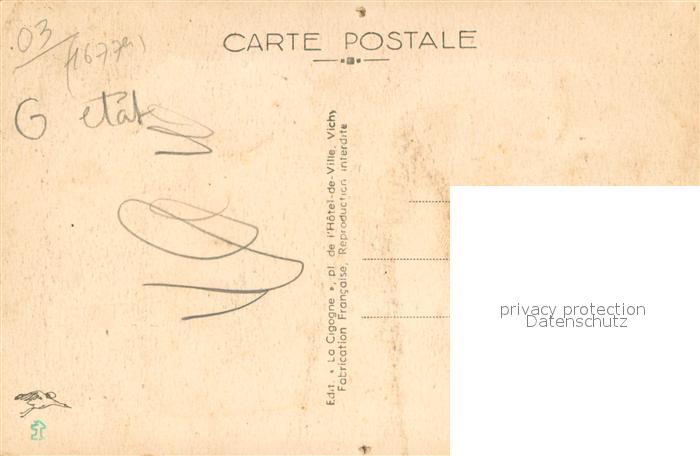 03
(1677er)
CARTE POSTALE
G état
Edit. « La Cigogne », pl. de l'Hôtel-de-Ville, Vichy
Fabrication Française, Reproduction interdite
privacy protection
Datenschutz